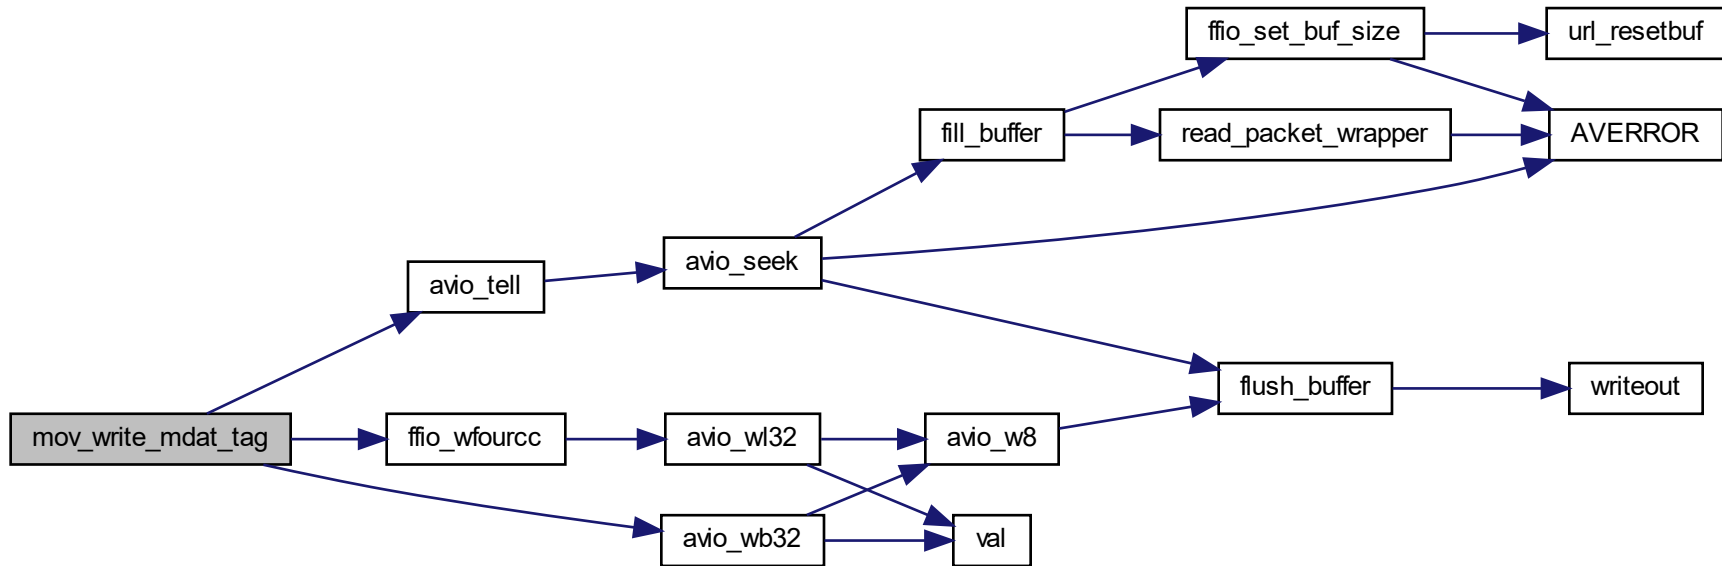 ffio_set_buf_size
url_resetbuf
fill_buffer
read_packet_wrapper
AVERROR
avio_seek
avio_tell
flush_buffer
writeout
mov_write_mdat_tag
ffio_wfourcc
avio_wl32
avio_w8
avio_wb32
val